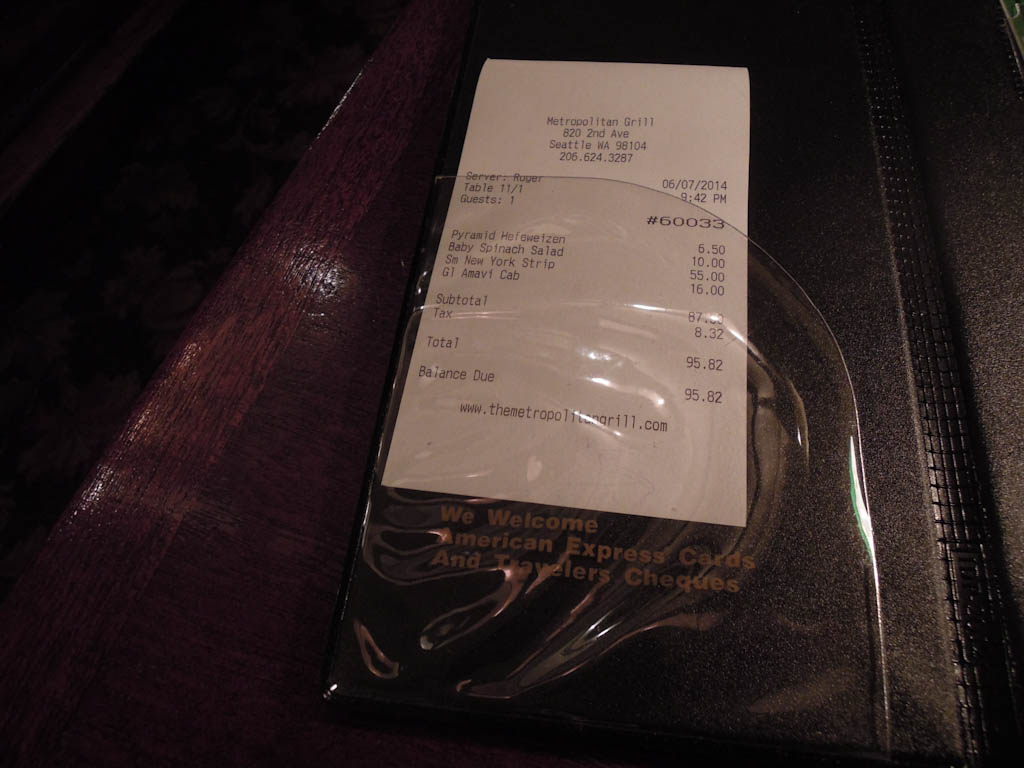 Metropolitan Grill
820 2nd Ave
Seattle WA 98104
206.624.3287
Server: Ruger 06/07/2014
Table 11/1 9:42 PM
Guests: 1
#60033
Pyramid Hefeweizen 6.50
Baby Spinach Salad 10.00
Sm New York Strip 55.00
Gl Amavi Cab 16.00
Subtotal 87.50
Tax 8.32
Total 95.82
Balance Due 95.82
www.themetropolitangrill.com
We Welcome
American Express Cards
And Travelers Cheques